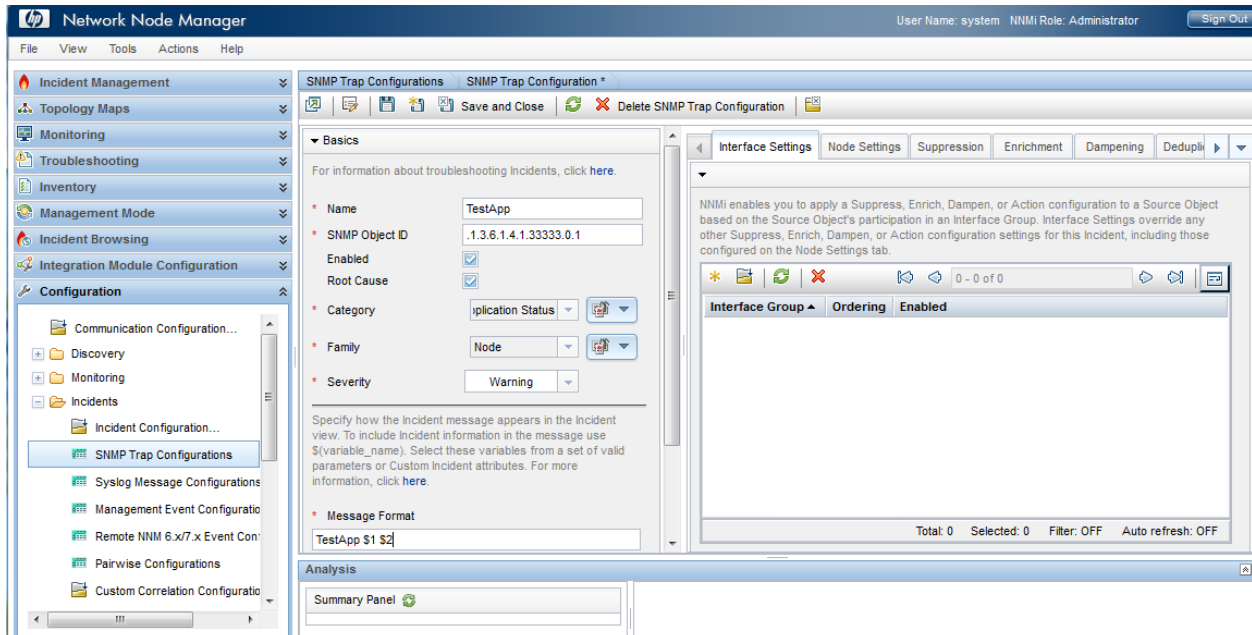 hp Network Node Manager
User Name: system NNMi Role: Administrator Sign Out
File View Tools Actions Help
Incident Management
Topology Maps
Monitoring
Troubleshooting
Inventory
Management Mode
Incident Browsing
Integration Module Configuration
Configuration
Communication Configuration...
Discovery
Monitoring
Incidents
Incident Configuration...
SNMP Trap Configurations
Syslog Message Configurations
Management Event Configuratio
Remote NNM 6.x/7.x Event Con
Pairwise Configurations
Custom Correlation Configuratio
SNMP Trap Configurations SNMP Trap Configuration *
Save and Close Delete SNMP Trap Configuration
Basics
For information about troubleshooting Incidents, click here.
* Name TestApp
* SNMP Object ID .1.3.6.1.4.1.33333.0.1
Enabled
Root Cause
* Category plication Status
* Family Node
* Severity Warning
Specify how the Incident message appears in the Incident
view. To include Incident information in the message use
$(variable_name). Select these variables from a set of valid
parameters or Custom Incident attributes. For more
information, click here.
* Message Format
TestApp $1 $2
Interface Settings Node Settings Suppression Enrichment Dampening Dedupli
NNMi enables you to apply a Suppress, Enrich, Dampen, or Action configuration to a Source Object
based on the Source Object's participation in an Interface Group. Interface Settings override any
other Suppress, Enrich, Dampen, or Action configuration settings for this Incident, including those
configured on the Node Settings tab.
0 - 0 of 0
Interface Group Ordering Enabled
Total: 0 Selected: 0 Filter: OFF Auto refresh: OFF
Analysis
Summary Panel